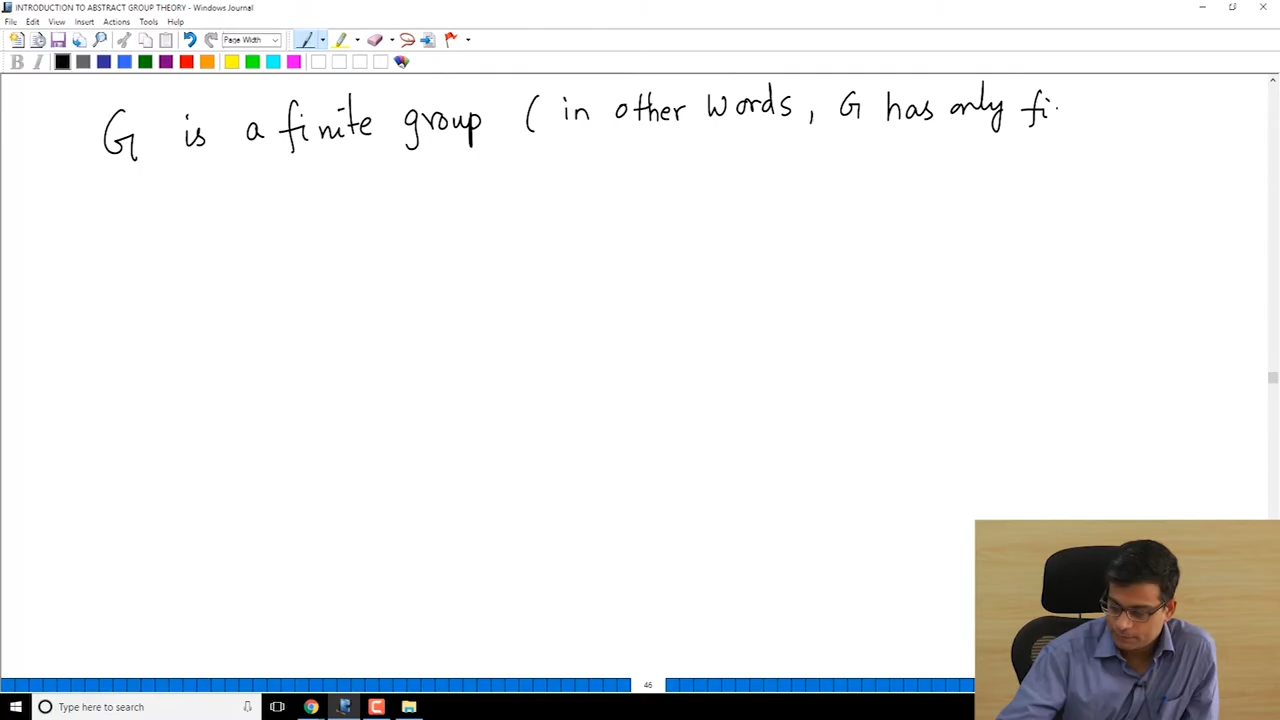 INTRODUCTION TO ABSTRACT GROUP THEORY - Windows Journal
File Edit View Insert Actions Tools Help
Page Width
B I
G is a finite group ( in other words, G has only fi
46
Type here to search